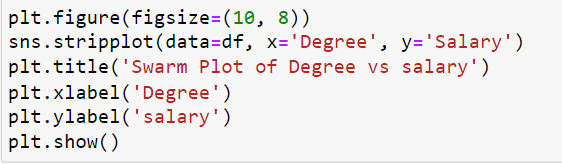 plt.figure(figsize=(10, 8))
sns.stripplot(data=df, x='Degree', y='Salary')
plt.title('Swarm Plot of Degree vs salary')
plt.xlabel('Degree')
plt.ylabel('salary')
plt.show()